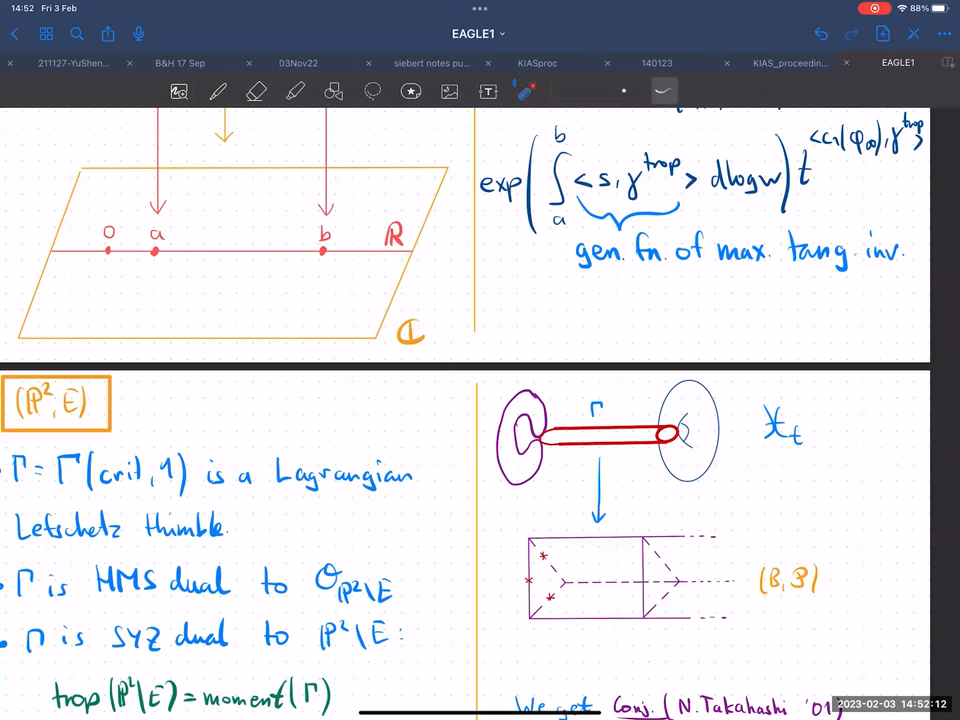 14:52 Fri 3 Feb
88%
EAGLE1
211127-YuShen...
B&H 17 Sep
03Nov22
siebert notes pu...
KIASproc
140123
KIAS_proceedin...
EAGLE1
0 a b R
C
exp(∫_a^b <s, γ^trop> dlog w) t^<c_1(φ_∞), γ^trop>
gen. fn. of max. tang. inv.
(P², E)
Γ = Γ(crit, 1) is a Lagrangian
Lefschetz thimble.
• Γ is HMS dual to O_P²\E
• Γ is SYZ dual to P²\E:
trop(P²\E) = moment(Γ)
Γ
X_t
(B, P)
We get Conj. (N. Takahashi '01)
2023-02-03 14:52:12